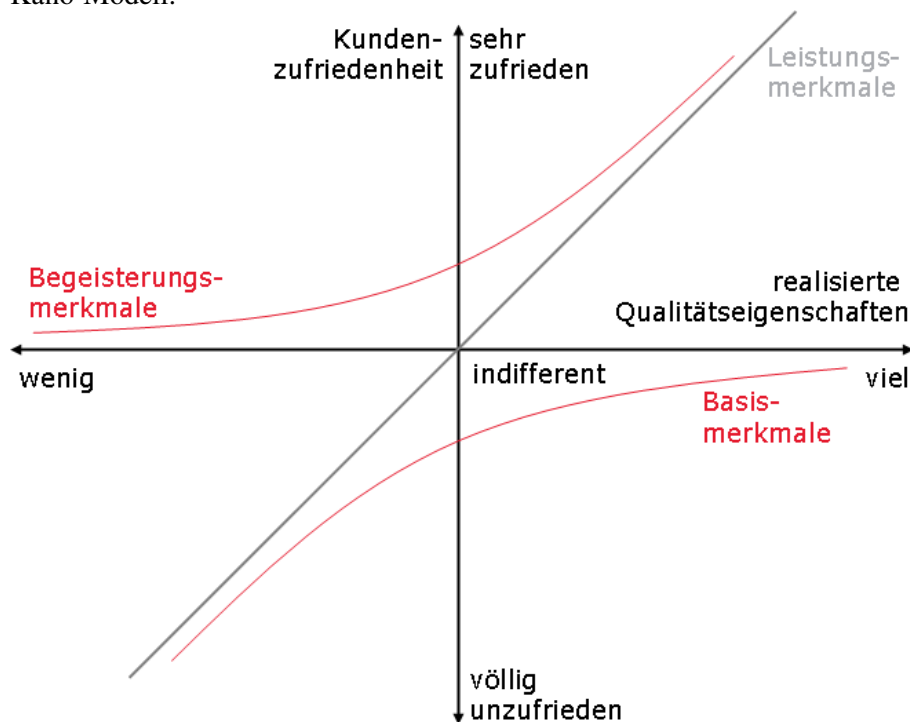 Kano-Modell:
Kunden-
zufriedenheit
sehr
zufrieden
Leistungs-
merkmale
Begeisterungs-
merkmale
realisierte
Qualitätseigenschaften
wenig
indifferent
viel
Basis-
merkmale
völlig
unzufrieden